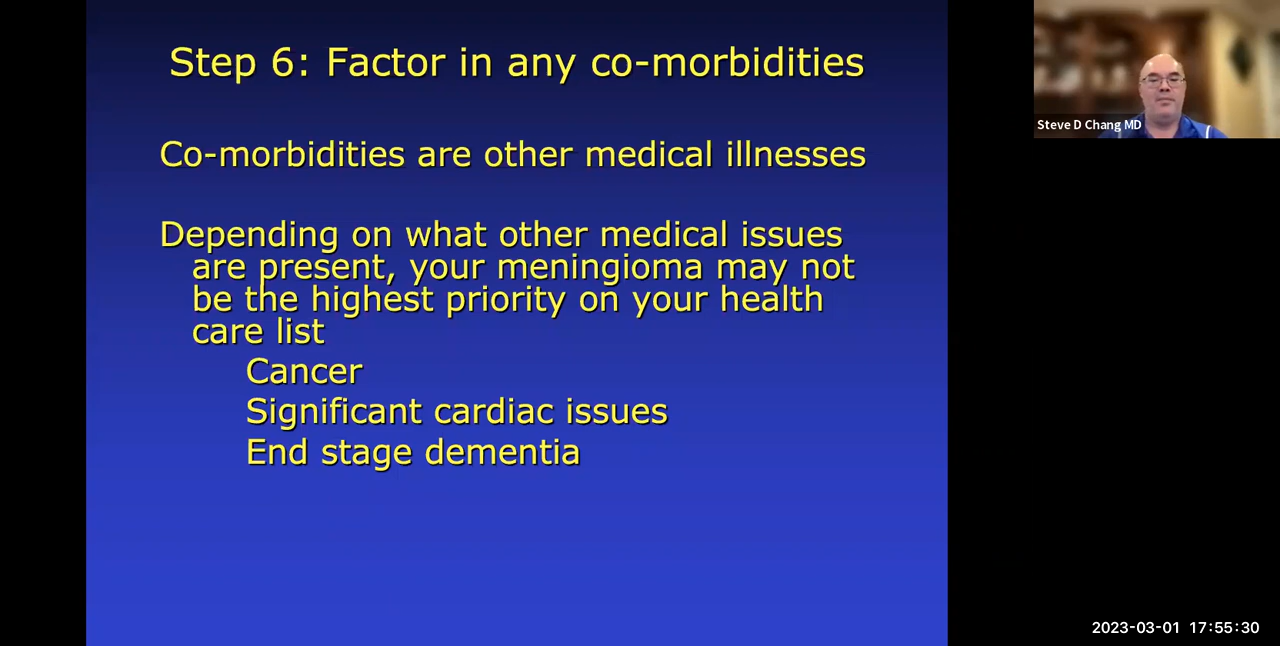 Step 6: Factor in any co-morbidities
Co-morbidities are other medical illnesses
Depending on what other medical issues
are present, your meningioma may not
be the highest priority on your health
care list
Cancer
Significant cardiac issues
End stage dementia
Steve D Chang MD
2023-03-01 17:55:30